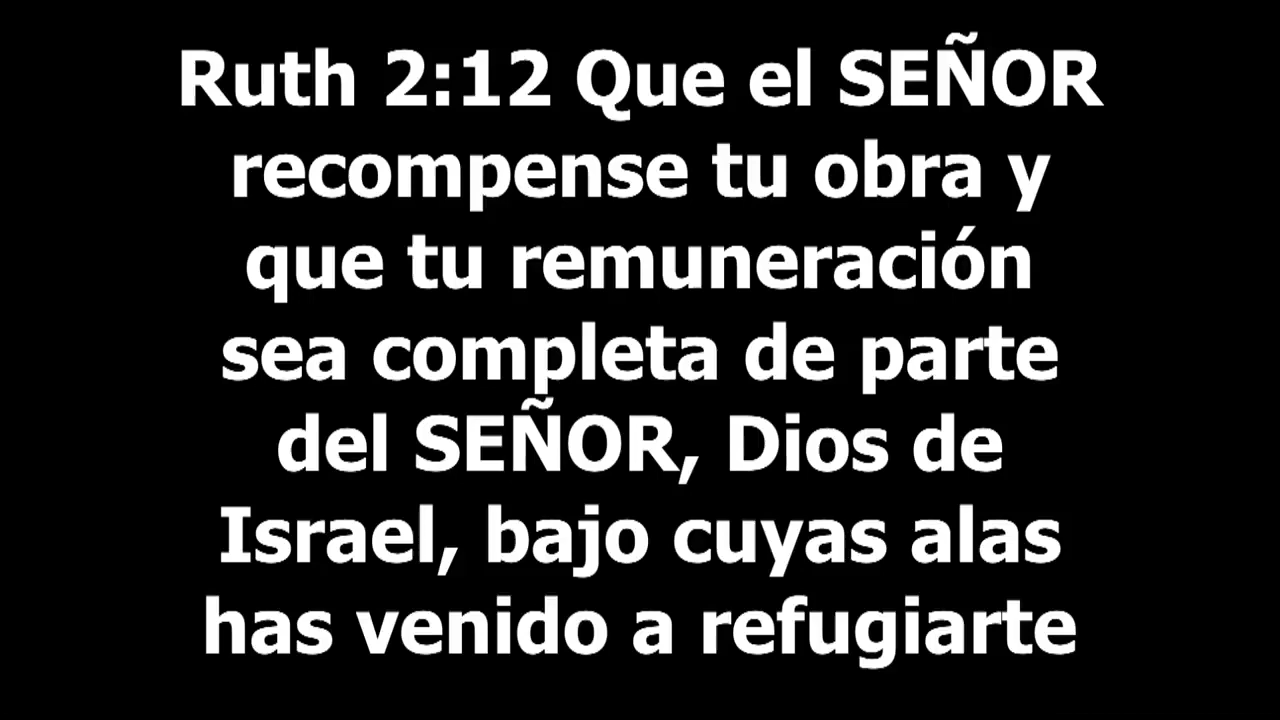 Ruth 2:12 Que el SEÑOR
recompense tu obra y
que tu remuneración
sea completa de parte
del SEÑOR, Dios de
Israel, bajo cuyas alas
has venido a refugiarte